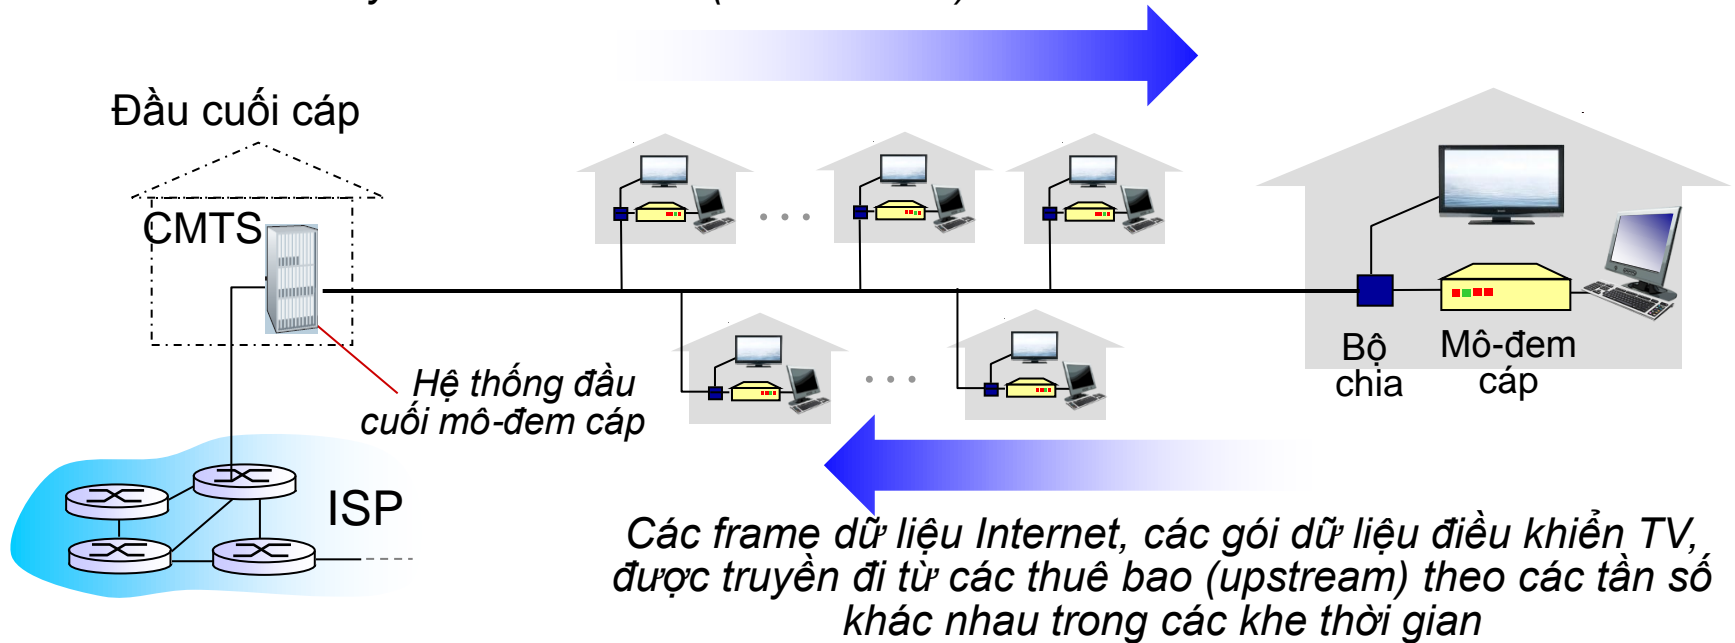 Đầu cuối cáp
CMTS
Hệ thống đầu
cuối mô-đem cáp
ISP
Bộ
chia
Mô-đem
cáp
Các frame dữ liệu Internet, các gói dữ liệu điều khiển TV,
được truyền đi từ các thuê bao (upstream) theo các tần số
khác nhau trong các khe thời gian